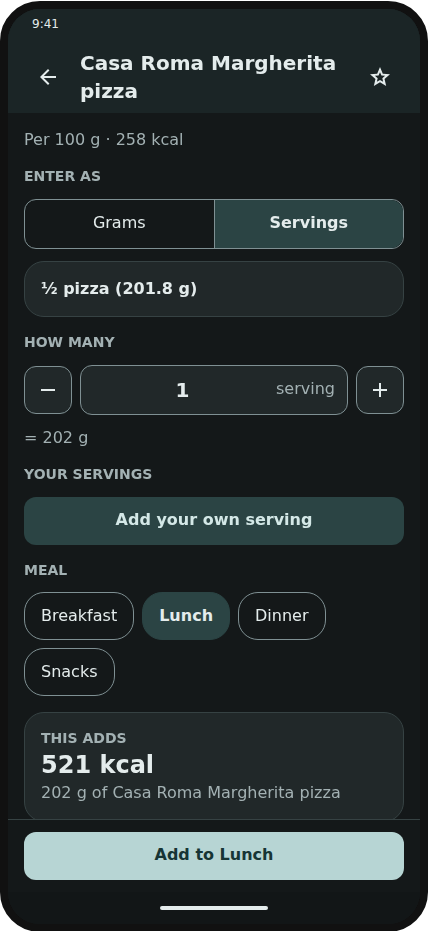 9:41
Casa Roma Margherita
pizza
Per 100 g · 258 kcal
ENTER AS
Grams
Servings
½ pizza (201.8 g)
HOW MANY
1
serving
= 202 g
YOUR SERVINGS
Add your own serving
MEAL
Breakfast
Lunch
Dinner
Snacks
THIS ADDS
521 kcal
202 g of Casa Roma Margherita pizza
Add to Lunch